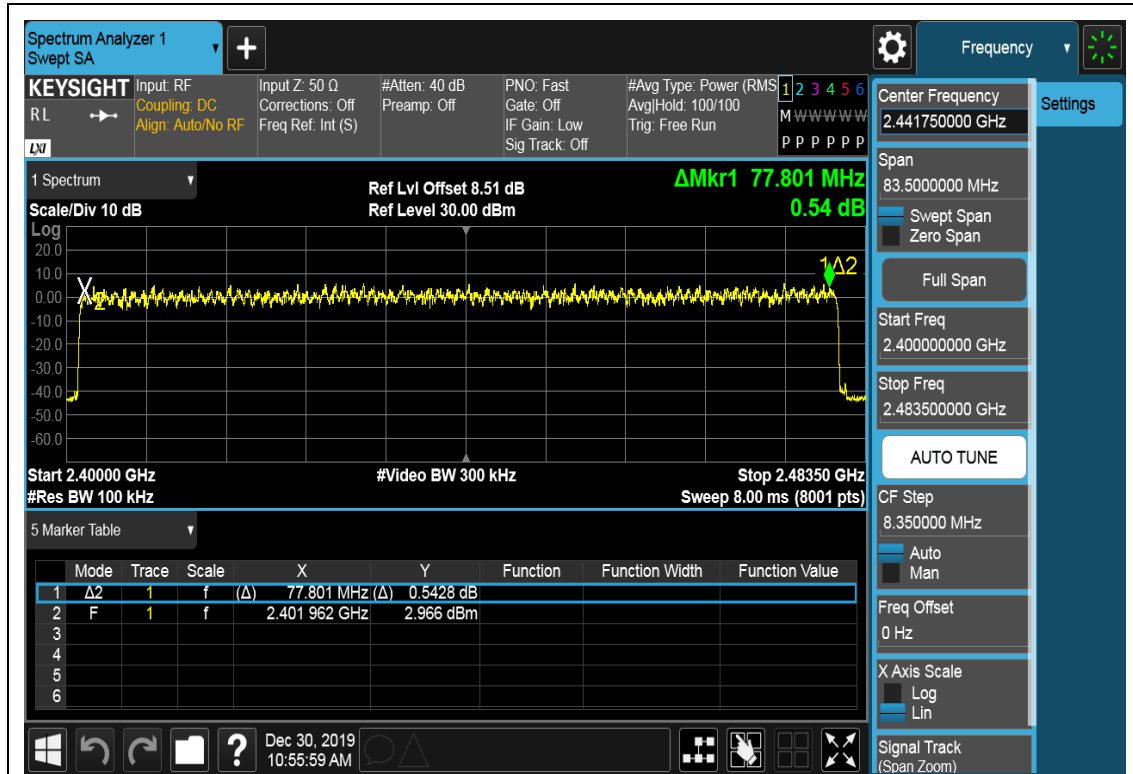 Spectrum Analyzer 1
Swept SA
+
Frequency
KEYSIGHT
RL
LXI
Input: RF
Coupling: DC
Align: Auto/No RF
Input Z: 50 Ω
Corrections: Off
Freq Ref: Int (S)
#Atten: 40 dB
Preamp: Off
PNO: Fast
Gate: Off
IF Gain: Low
Sig Track: Off
#Avg Type: Power (RMS
Avg|Hold: 100/100
Trig: Free Run
1 2 3 4 5 6
M W W W W W
P P P P P P
1 Spectrum
Scale/Div 10 dB
Ref Lvl Offset 8.51 dB
Ref Level 30.00 dBm
ΔMkr1 77.801 MHz
0.54 dB
Log
20.0
10.0
0.00
-10.0
-20.0
-30.0
-40.0
-50.0
-60.0
X2
1Δ2
Start 2.40000 GHz
#Video BW 300 kHz
Stop 2.48350 GHz
#Res BW 100 kHz
Sweep 8.00 ms (8001 pts)
5 Marker Table
Mode Trace Scale X Y Function Function Width Function Value
1 Δ2 1 f (Δ) 77.801 MHz (Δ) 0.5428 dB
2 F 1 f 2.401 962 GHz 2.966 dBm
3
4
5
6
?
Dec 30, 2019
10:55:59 AM
Center Frequency
2.441750000 GHz
Settings
Span
83.5000000 MHz
Swept Span
Zero Span
Full Span
Start Freq
2.400000000 GHz
Stop Freq
2.483500000 GHz
AUTO TUNE
CF Step
8.350000 MHz
Auto
Man
Freq Offset
0 Hz
X Axis Scale
Log
Lin
Signal Track
(Span Zoom)